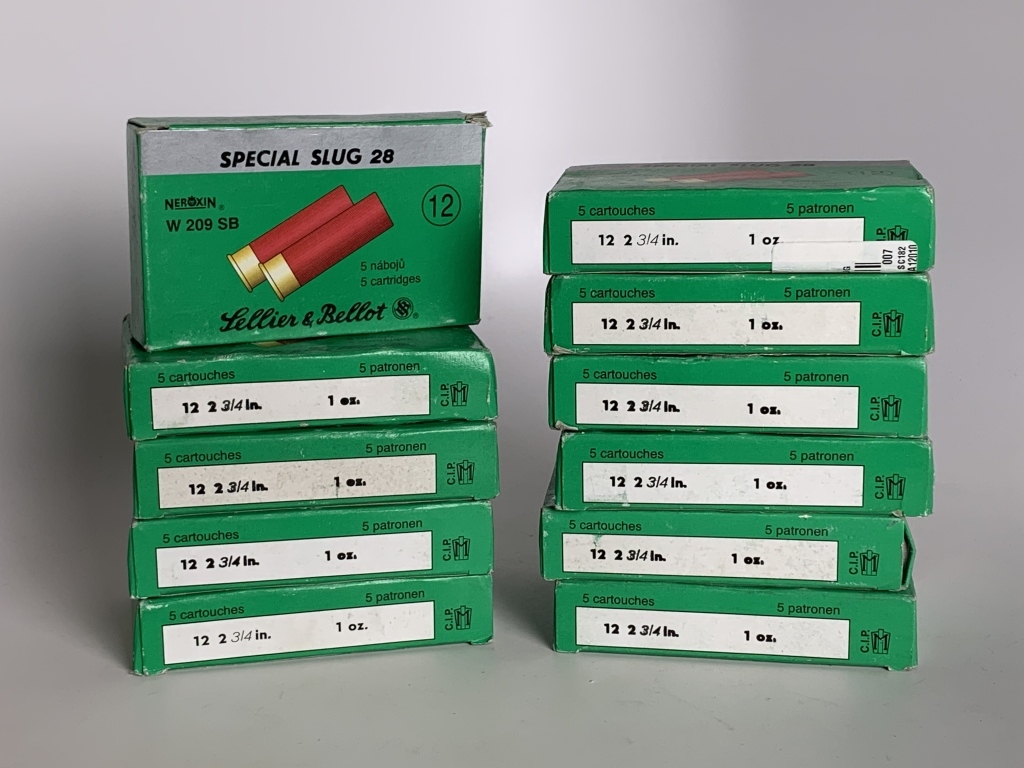 SPECIAL SLUG 28
NEROXIN®
W 209 SB
12
5 nábojů
5 cartridges
Sellier & Bellot
5 cartouches 5 patronen
12 2 3/4 in. 1 oz.
C.I.P.
5 cartouches 5 patronen
12 2 3/4 in. 1 oz.
C.I.P.
5 cartouches 5 patronen
12 2 3/4 in. 1 oz.
C.I.P.
5 cartouches 5 patronen
12 2 3/4 in. 1 oz.
C.I.P.
5 cartouches 5 patronen
12 2 3/4 in. 1 oz
007
SC182
A12010
5 cartouches 5 patronen
12 2 3/4 in. 1 oz.
C.I.P.
5 cartouches 5 patronen
12 2 3/4 in. 1 oz.
C.I.P.
5 cartouches 5 patronen
12 2 3/4 in. 1 oz.
C.I.P.
5 cartouches 5 patronen
12 2 3/4 in. 1 oz.
C.I.P.
5 cartouches 5 patronen
12 2 3/4 in. 1 oz.
C.I.P.